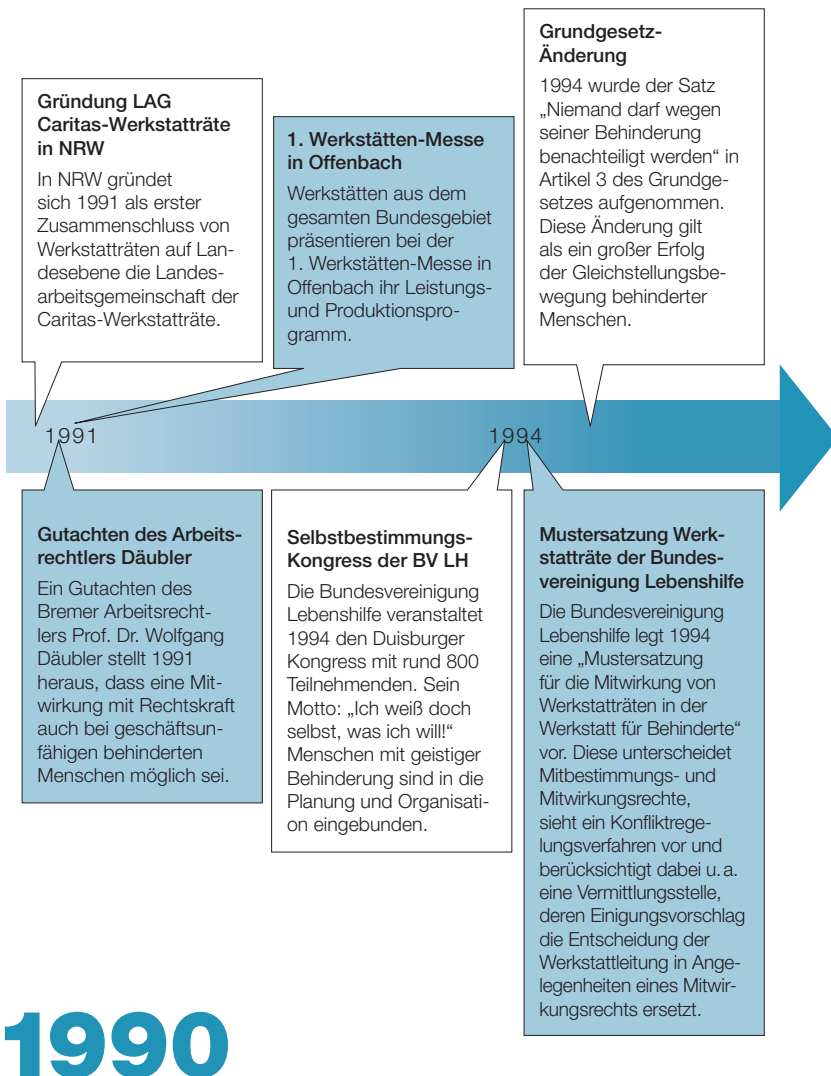 Gründung LAG
Caritas-Werkstatträte
in NRW
In NRW gründet
sich 1991 als erster
Zusammenschluss von
Werkstatträten auf Lan-
desebene die Landes-
arbeitsgemeinschaft der
Caritas-Werkstatträte.
1. Werkstätten-Messe
in Offenbach
Werkstätten aus dem
gesamten Bundesgebiet
präsentieren bei der
1. Werkstätten-Messe in
Offenbach ihr Leistungs-
und Produktionspro-
gramm.
Grundgesetz-
Änderung
1994 wurde der Satz
„Niemand darf wegen
seiner Behinderung
benachteiligt werden“ in
Artikel 3 des Grundge-
setzes aufgenommen.
Diese Änderung gilt
als ein großer Erfolg
der Gleichstellungsbe-
wegung behinderter
Menschen.
1991
1994
Gutachten des Arbeits-
rechtlers Däubler
Ein Gutachten des
Bremer Arbeitsrecht-
lers Prof. Dr. Wolfgang
Däubler stellt 1991
heraus, dass eine Mit-
wirkung mit Rechtskraft
auch bei geschäftsun-
fähigen behinderten
Menschen möglich sei.
Selbstbestimmungs-
Kongress der BV LH
Die Bundesvereinigung
Lebenshilfe veranstaltet
1994 den Duisburger
Kongress mit rund 800
Teilnehmenden. Sein
Motto: „Ich weiß doch
selbst, was ich will!“
Menschen mit geistiger
Behinderung sind in die
Planung und Organisati-
on eingebunden.
Mustersatzung Werk-
statträte der Bundes-
vereinigung Lebenshilfe
Die Bundesvereinigung
Lebenshilfe legt 1994
eine „Mustersatzung
für die Mitwirkung von
Werkstatträten in der
Werkstatt für Behinderte“
vor. Diese unterscheidet
Mitbestimmungs- und
Mitwirkungsrechte,
sieht ein Konfliktrege-
lungsverfahren vor und
berücksichtigt dabei u. a.
eine Vermittlungsstelle,
deren Einigungsvorschlag
die Entscheidung der
Werkstattleitung in Ange-
legenheiten eines Mitwir-
kungsrechts ersetzt.
1990